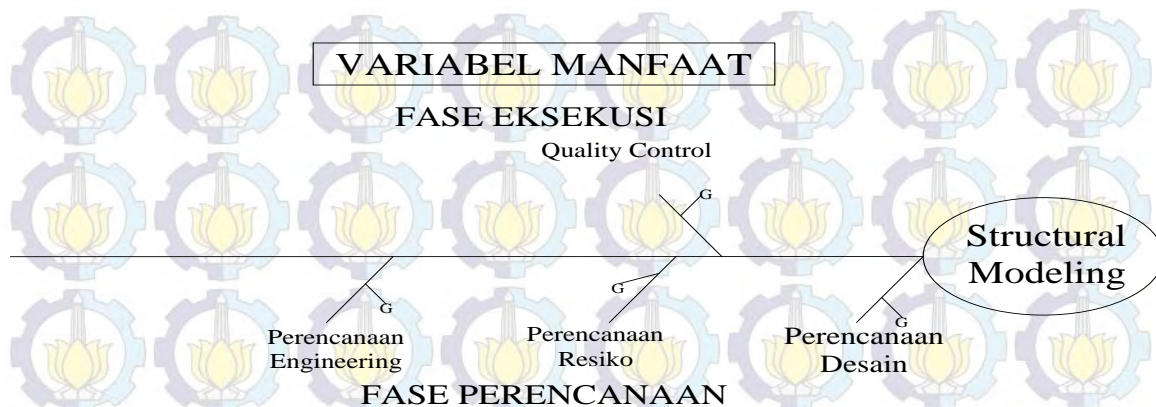 VARIABEL MANFAAT
FASE EKSEKUSI
Quality Control
G
Structural
Modeling
G
G
G
Perencanaan
Engineering
Perencanaan
Resiko
Perencanaan
Desain
FASE PERENCANAAN